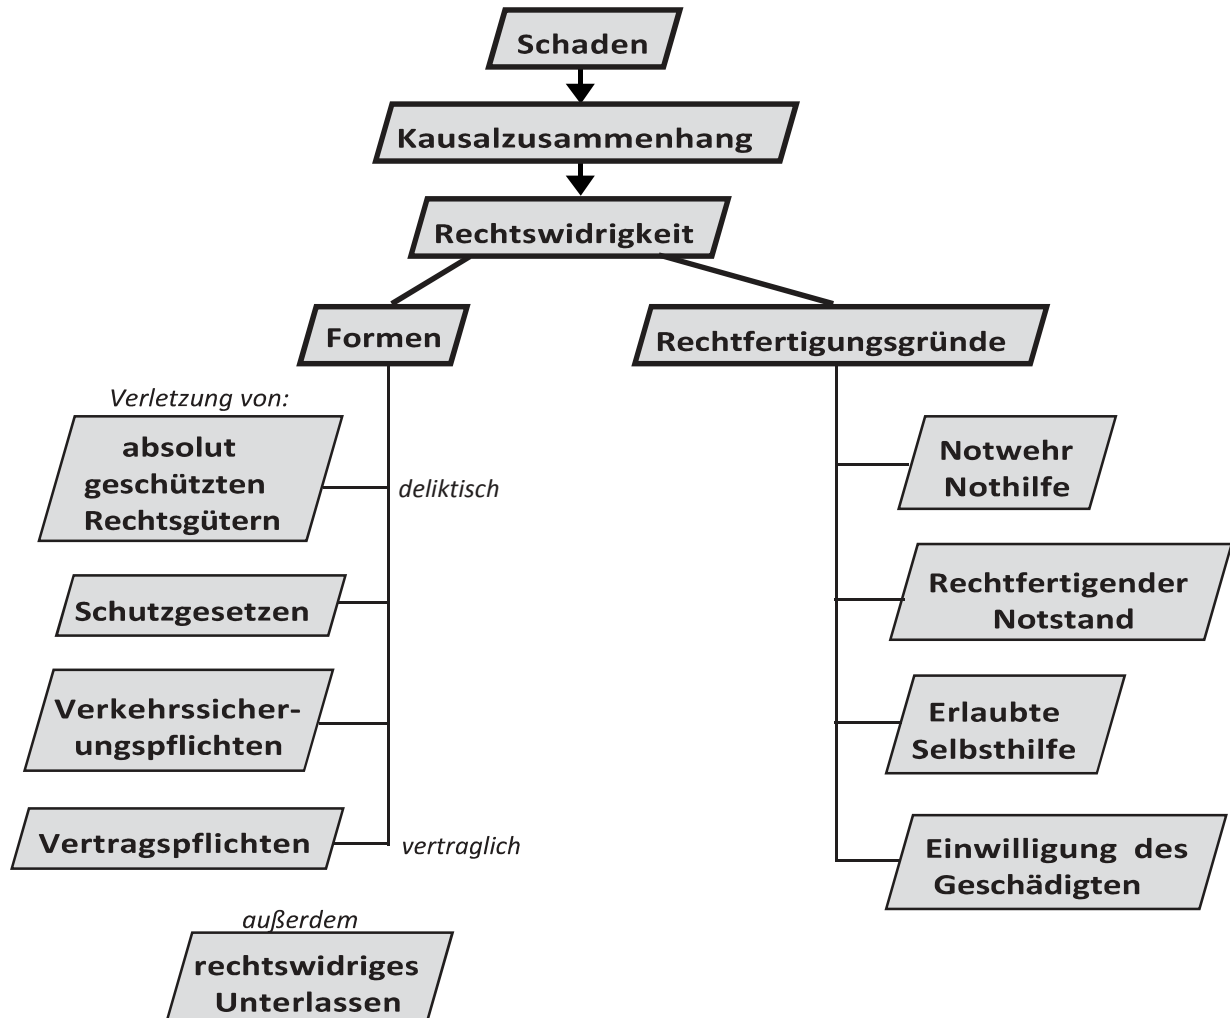 Schaden
Kausalzusammenhang
Rechtswidrigkeit
Formen
Verletzung von:
absolut
geschützten
Rechtsgütern
deliktisch
Schutzgesetzen
Verkehrssicher-
ungspflichten
Vertragspflichten
vertraglich
außerdem
rechtswidriges
Unterlassen
Rechtfertigungsgründe
Notwehr
Nothilfe
Rechtfertigender
Notstand
Erlaubte
Selbsthilfe
Einwilligung des
Geschädigten